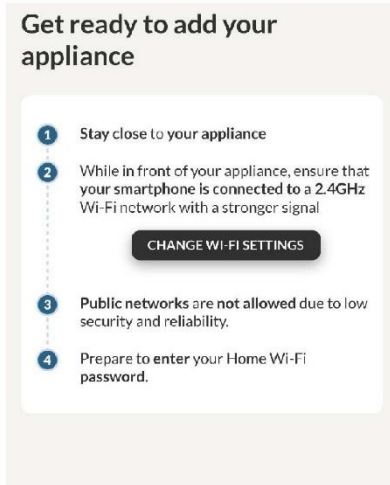 Get ready to add your
appliance
1 Stay close to your appliance
2 While in front of your appliance, ensure that
your smartphone is connected to a 2.4GHz
Wi-Fi network with a stronger signal
CHANGE WI-FI SETTINGS
3 Public networks are not allowed due to low
security and reliability.
4 Prepare to enter your Home Wi-Fi
password.